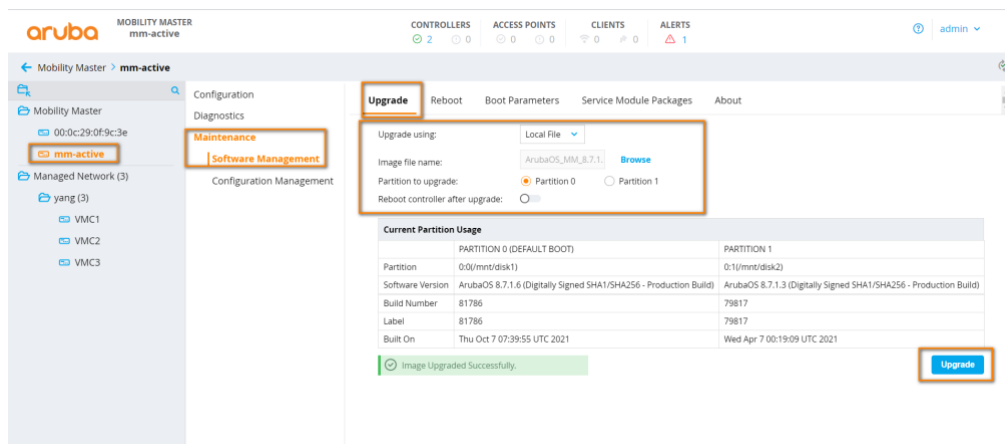 aruba
MOBILITY MASTER
mm-active
CONTROLLERS ACCESS POINTS CLIENTS ALERTS
2 0 0 0 0 0 1
admin
Mobility Master > mm-active
Mobility Master
00:0c:29:0f:9c:3e
mm-active
Managed Network (3)
yang (3)
VMC1
VMC2
VMC3
Configuration
Diagnostics
Maintenance
Software Management
Configuration Management
Upgrade Reboot Boot Parameters Service Module Packages About
Upgrade using: Local File
Image file name: ArubaOS_MM_8.7.1. Browse
Partition to upgrade: Partition 0 Partition 1
Reboot controller after upgrade:
Current Partition Usage
PARTITION 0 (DEFAULT BOOT) PARTITION 1
Partition 0:0(/mnt/disk1) 0:1(/mnt/disk2)
Software Version ArubaOS 8.7.1.6 (Digitally Signed SHA1/SHA256 - Production Build) ArubaOS 8.7.1.3 (Digitally Signed SHA1/SHA256 - Production Build)
Build Number 81786 79817
Label 81786 79817
Built On Thu Oct 7 07:39:55 UTC 2021 Wed Apr 7 00:19:09 UTC 2021
Image Upgraded Successfully.
Upgrade